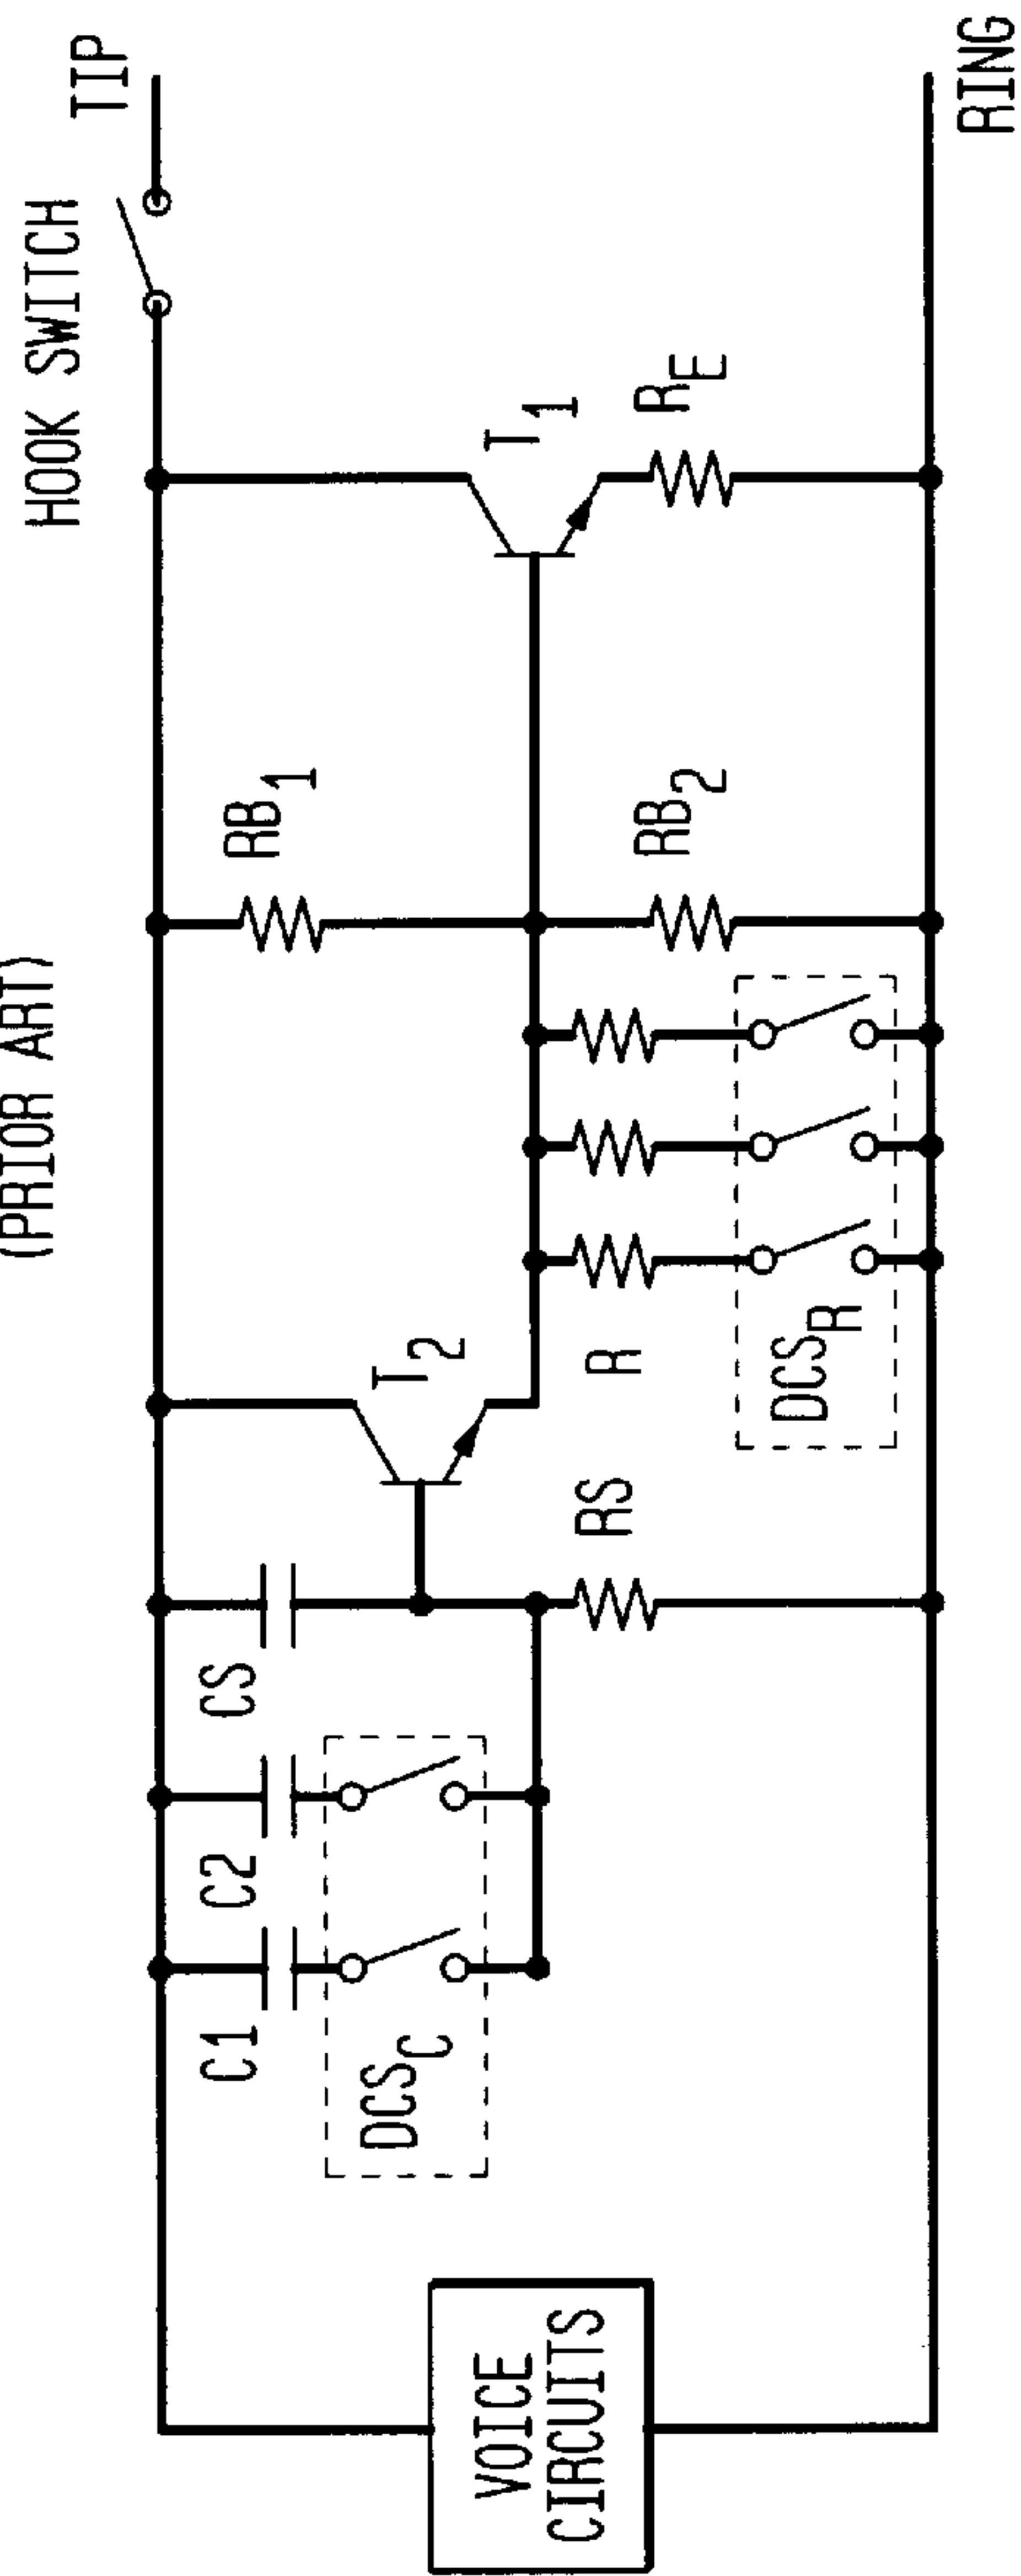 (PRIOR ART)
HOOK SWITCH
TIP
C1
C2
CS
RB1
T1
T2
DCSC
RS
R
RB2
RE
DCSR
VOICE
CIRCUITS
RING